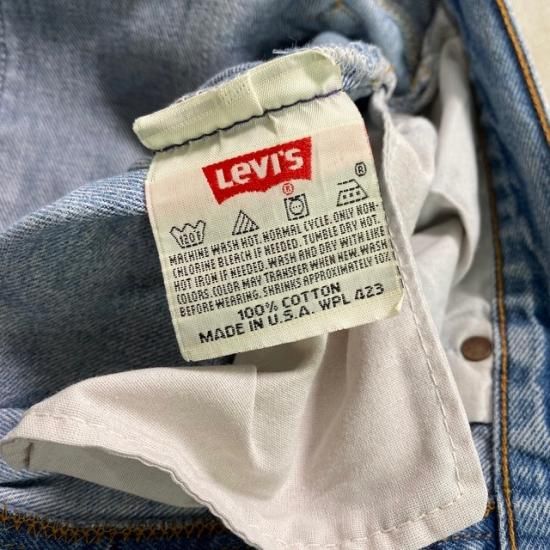 LEVI'S
®
120F
®
MACHINE WASH HOT. NORMAL CYCLE. ONLY NON-
CHLORINE BLEACH IF NEEDED. TUMBLE DRY HOT.
HOT IRON IF NEEDED. WASH AND DRY WITH LIKE
COLORS. COLOR MAY TRANSFER WHEN NEW. WASH
BEFORE WEARING. SHRINKS APPROXIMATELY 10%
100% COTTON
MADE IN U.S.A. WPL 423